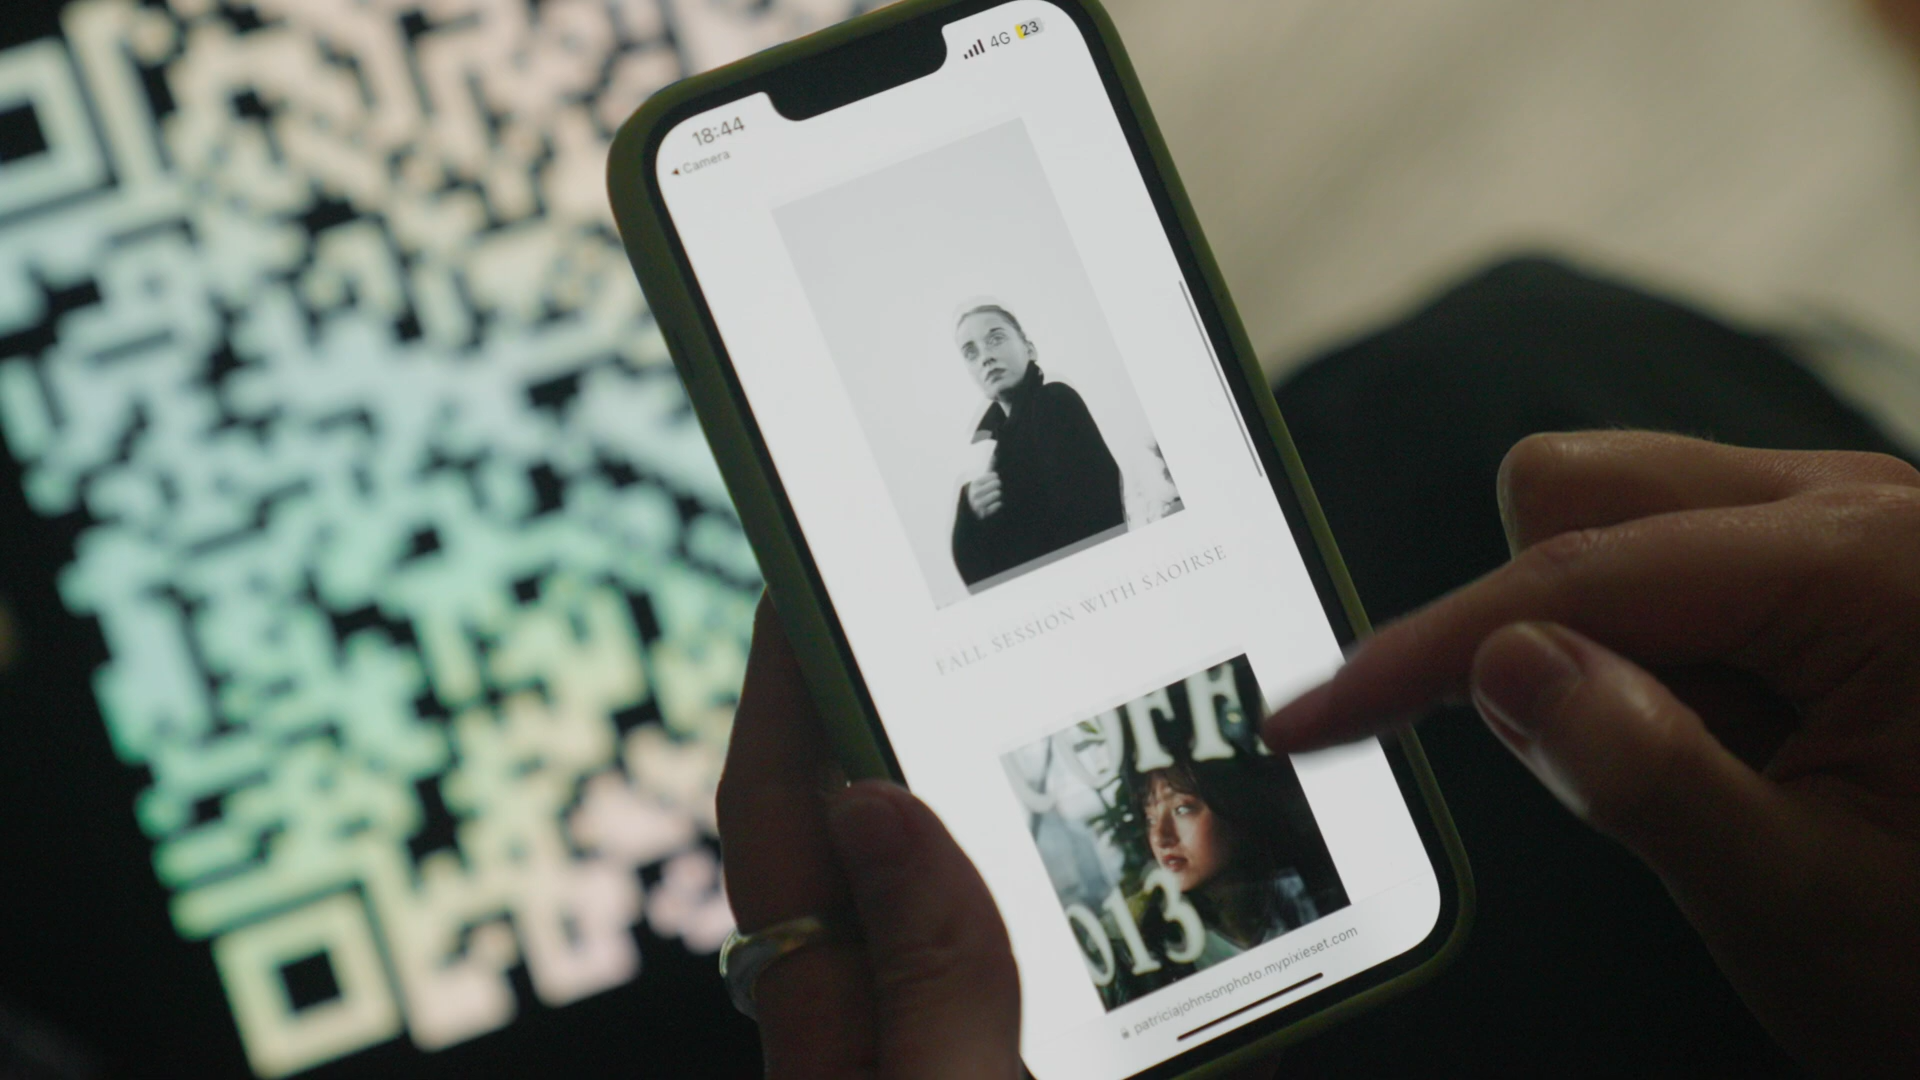 18:44
4G 23
◂ Camera
FALL SESSION WITH SAOIRSE
OFF
013
patriciajohnsonphoto.mypixieset.com